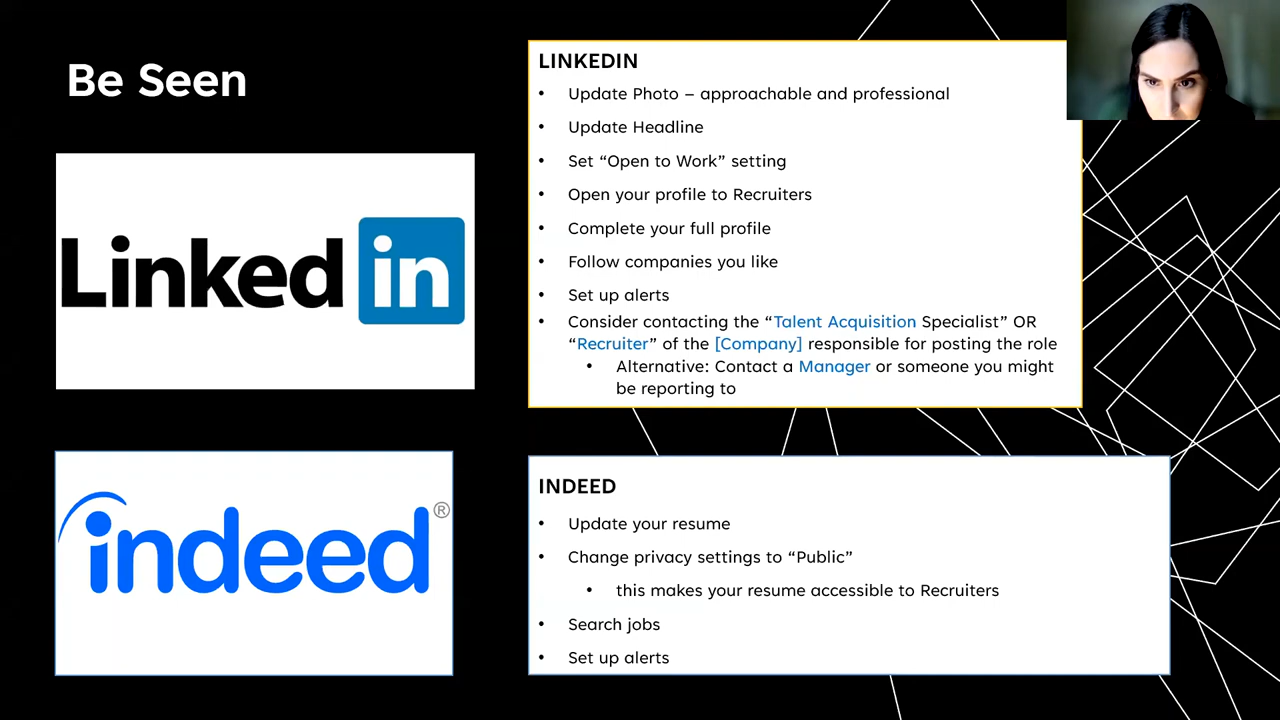 Be Seen
Linked in
indeed®
LINKEDIN
• Update Photo – approachable and professional
• Update Headline
• Set “Open to Work” setting
• Open your profile to Recruiters
• Complete your full profile
• Follow companies you like
• Set up alerts
• Consider contacting the “Talent Acquisition Specialist” OR
“Recruiter” of the [Company] responsible for posting the role
• Alternative: Contact a Manager or someone you might
be reporting to
INDEED
• Update your resume
• Change privacy settings to “Public”
• this makes your resume accessible to Recruiters
• Search jobs
• Set up alerts